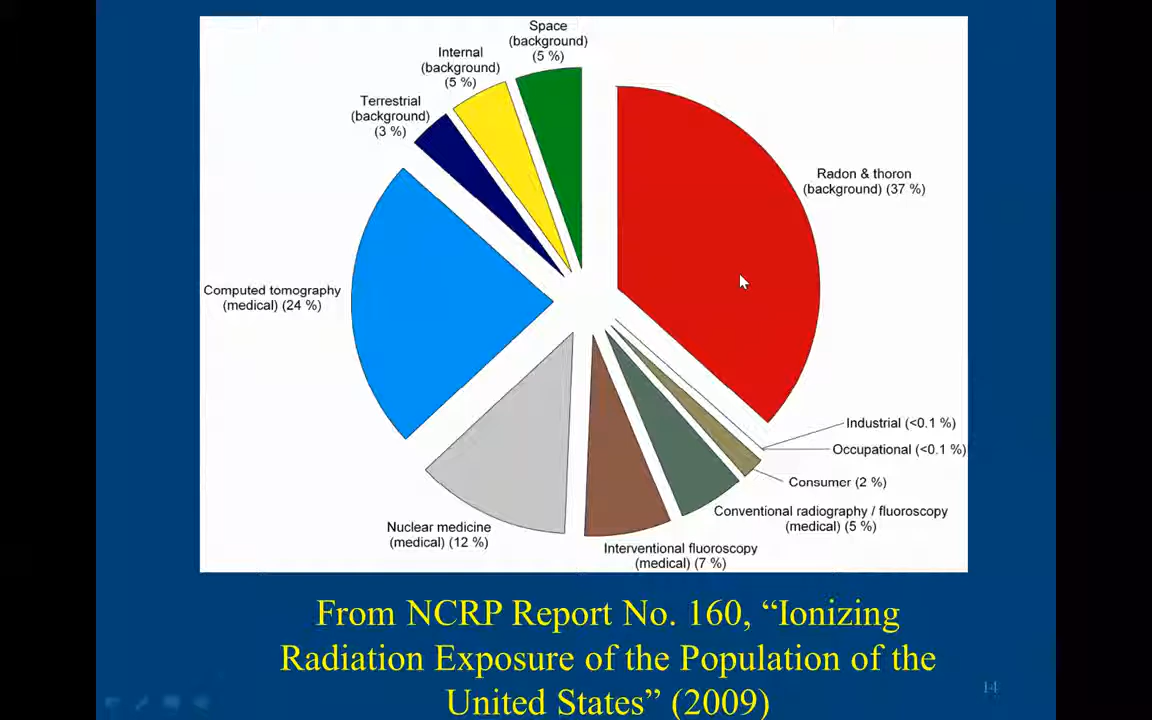 Space
(background)
(5 %)
Internal
(background)
(5 %)
Terrestrial
(background)
(3 %)
Radon & thoron
(background) (37 %)
Computed tomography
(medical) (24 %)
Industrial (<0.1 %)
Occupational (<0.1 %)
Consumer (2 %)
Conventional radiography / fluoroscopy
(medical) (5 %)
Nuclear medicine
(medical) (12 %)
Interventional fluoroscopy
(medical) (7 %)
From NCRP Report No. 160, “Ionizing
Radiation Exposure of the Population of the
United States” (2009)
14